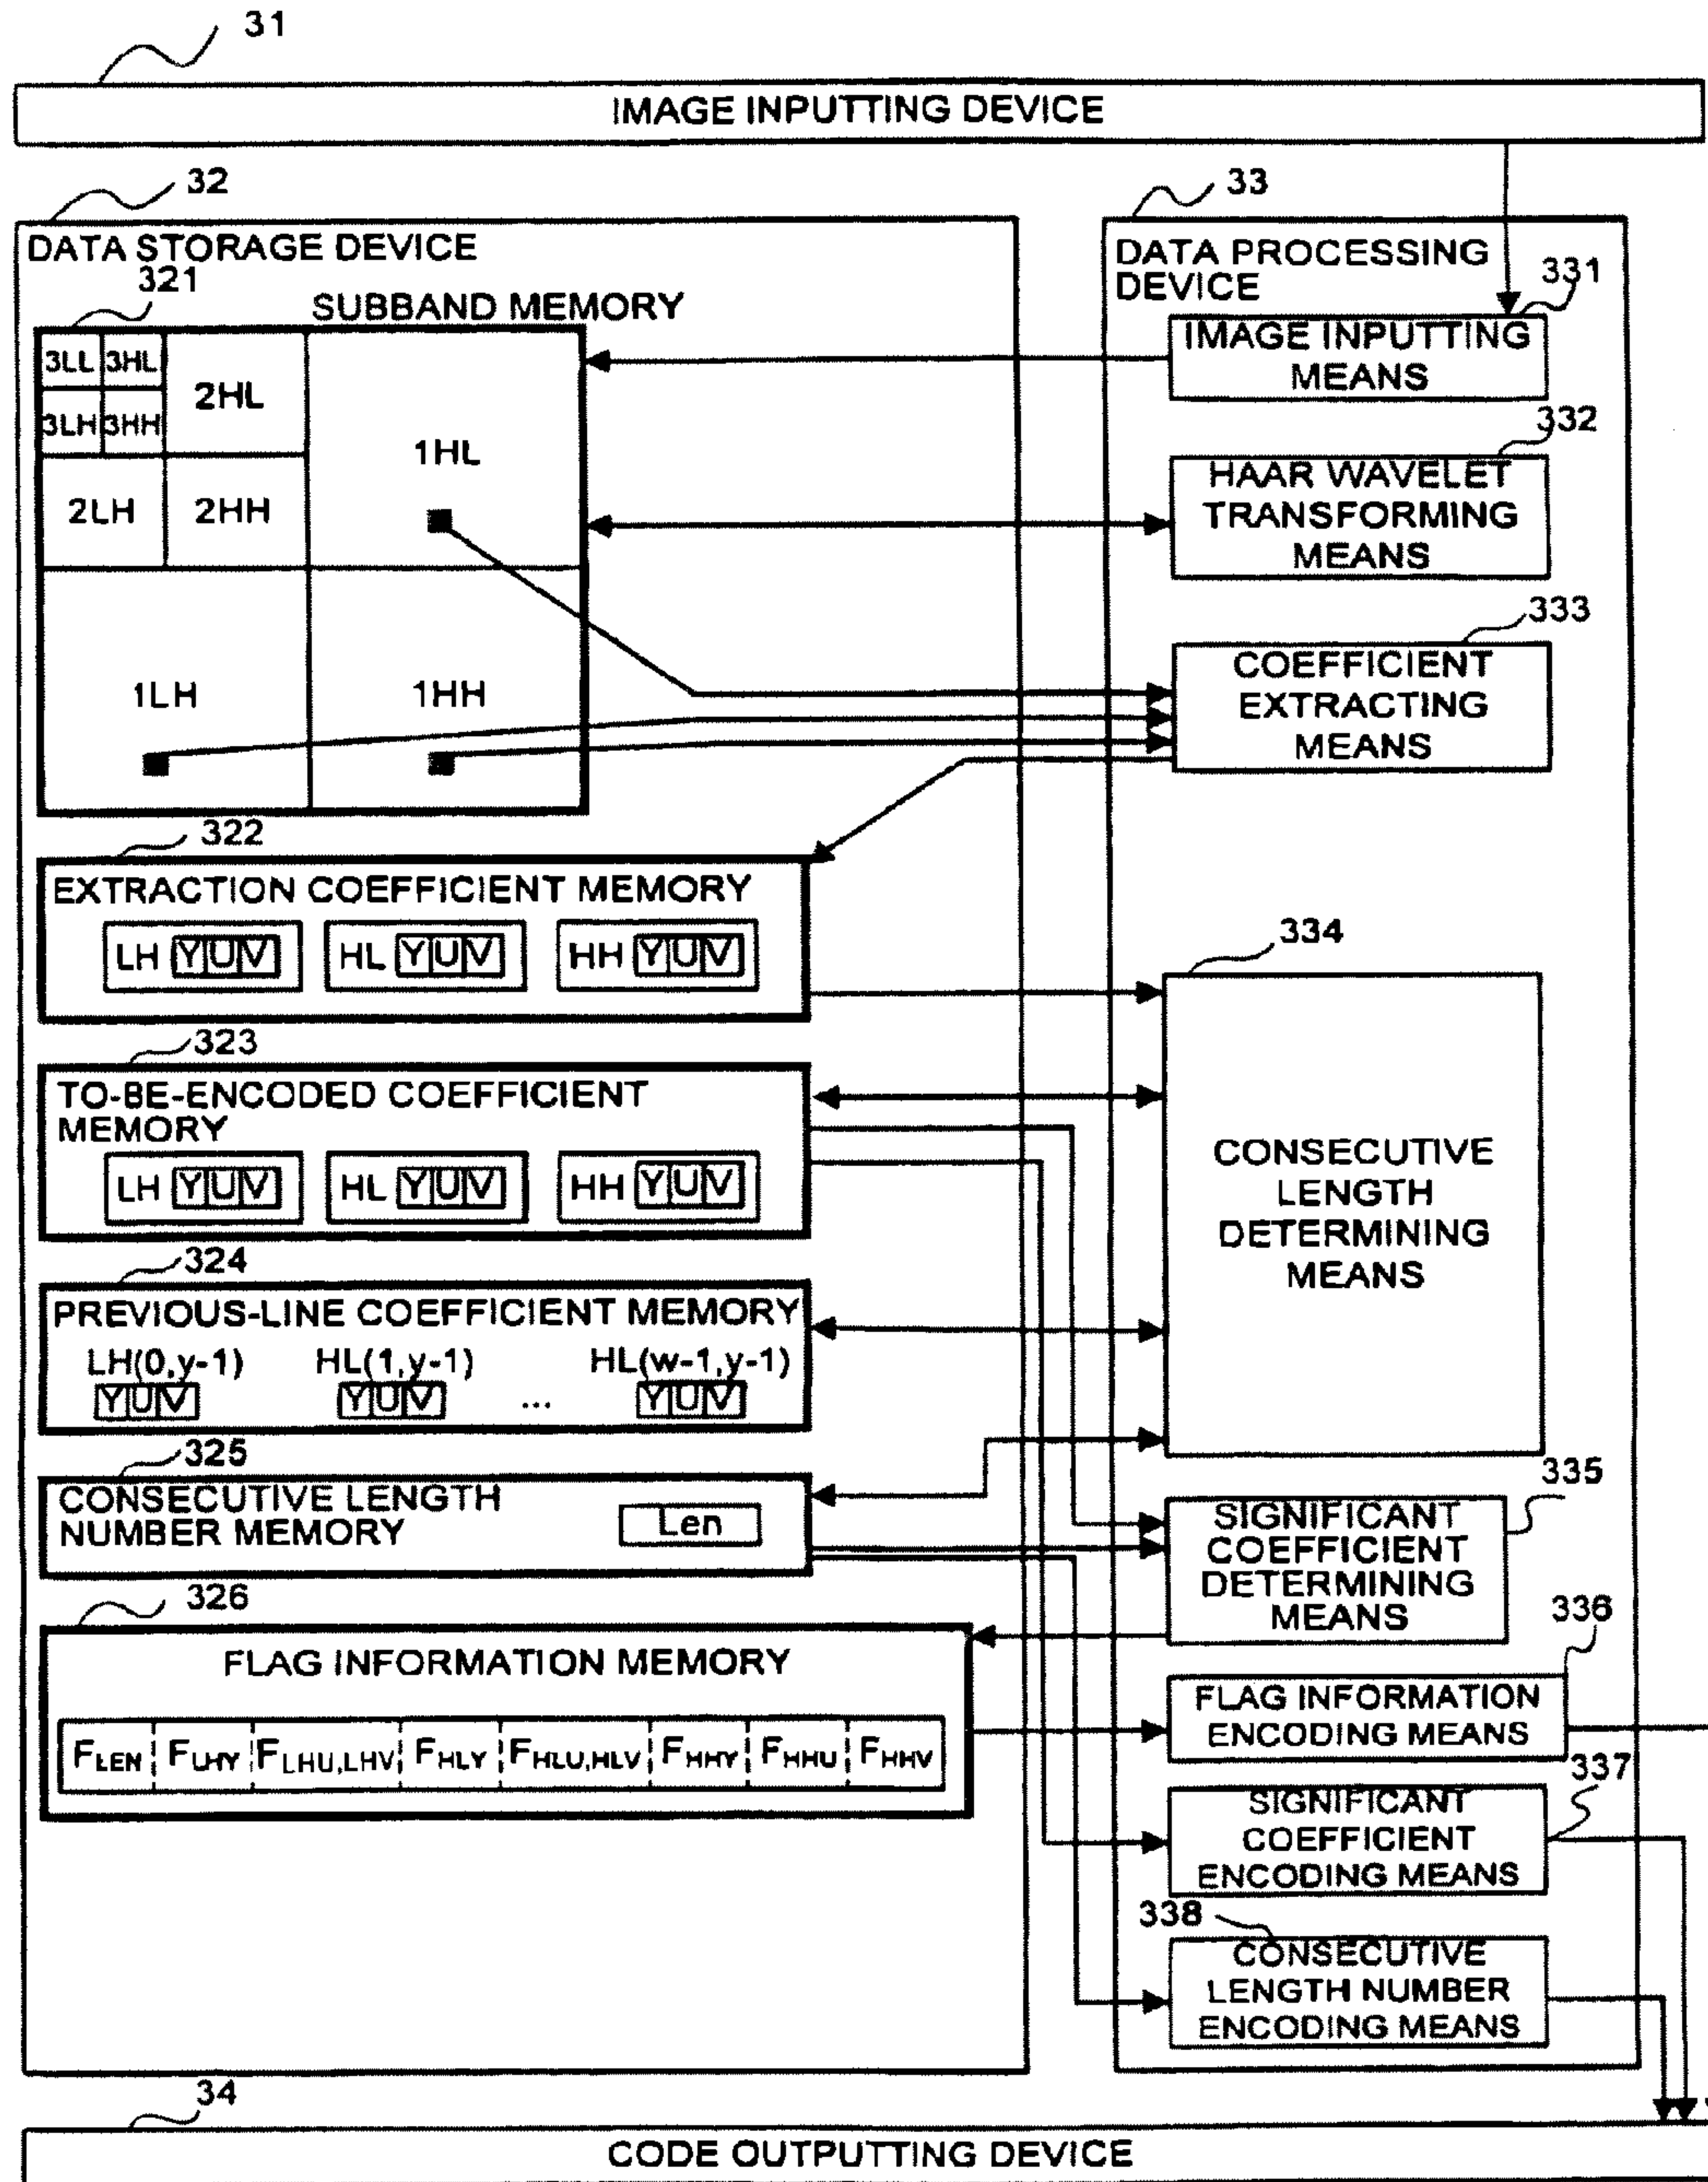 31
IMAGE INPUTTING DEVICE
32
DATA STORAGE DEVICE
321
SUBBAND MEMORY
3LL 3HL
3LH 3HH
2HL
1HL
2LH 2HH
1LH 1HH
322
EXTRACTION COEFFICIENT MEMORY
LH Y U V HL Y U V HH Y U V
323
TO-BE-ENCODED COEFFICIENT
MEMORY
LH Y U V HL Y U V HH Y U V
324
PREVIOUS-LINE COEFFICIENT MEMORY
LH(0,y-1) HL(1,y-1) HL(w-1,y-1)
Y U V Y U V ... Y U V
325
CONSECUTIVE LENGTH
NUMBER MEMORY
Len
326
FLAG INFORMATION MEMORY
FLEN FLHY FLHU,LHV FHLY FHLU,HLV FHHY FHHU FHHV
33
DATA PROCESSING
DEVICE
331
IMAGE INPUTTING
MEANS
332
HAAR WAVELET
TRANSFORMING
MEANS
333
COEFFICIENT
EXTRACTING
MEANS
334
CONSECUTIVE
LENGTH
DETERMINING
MEANS
335
SIGNIFICANT
COEFFICIENT
DETERMINING
MEANS
336
FLAG INFORMATION
ENCODING MEANS
337
SIGNIFICANT
COEFFICIENT
ENCODING MEANS
338
CONSECUTIVE
LENGTH NUMBER
ENCODING MEANS
34
CODE OUTPUTTING DEVICE